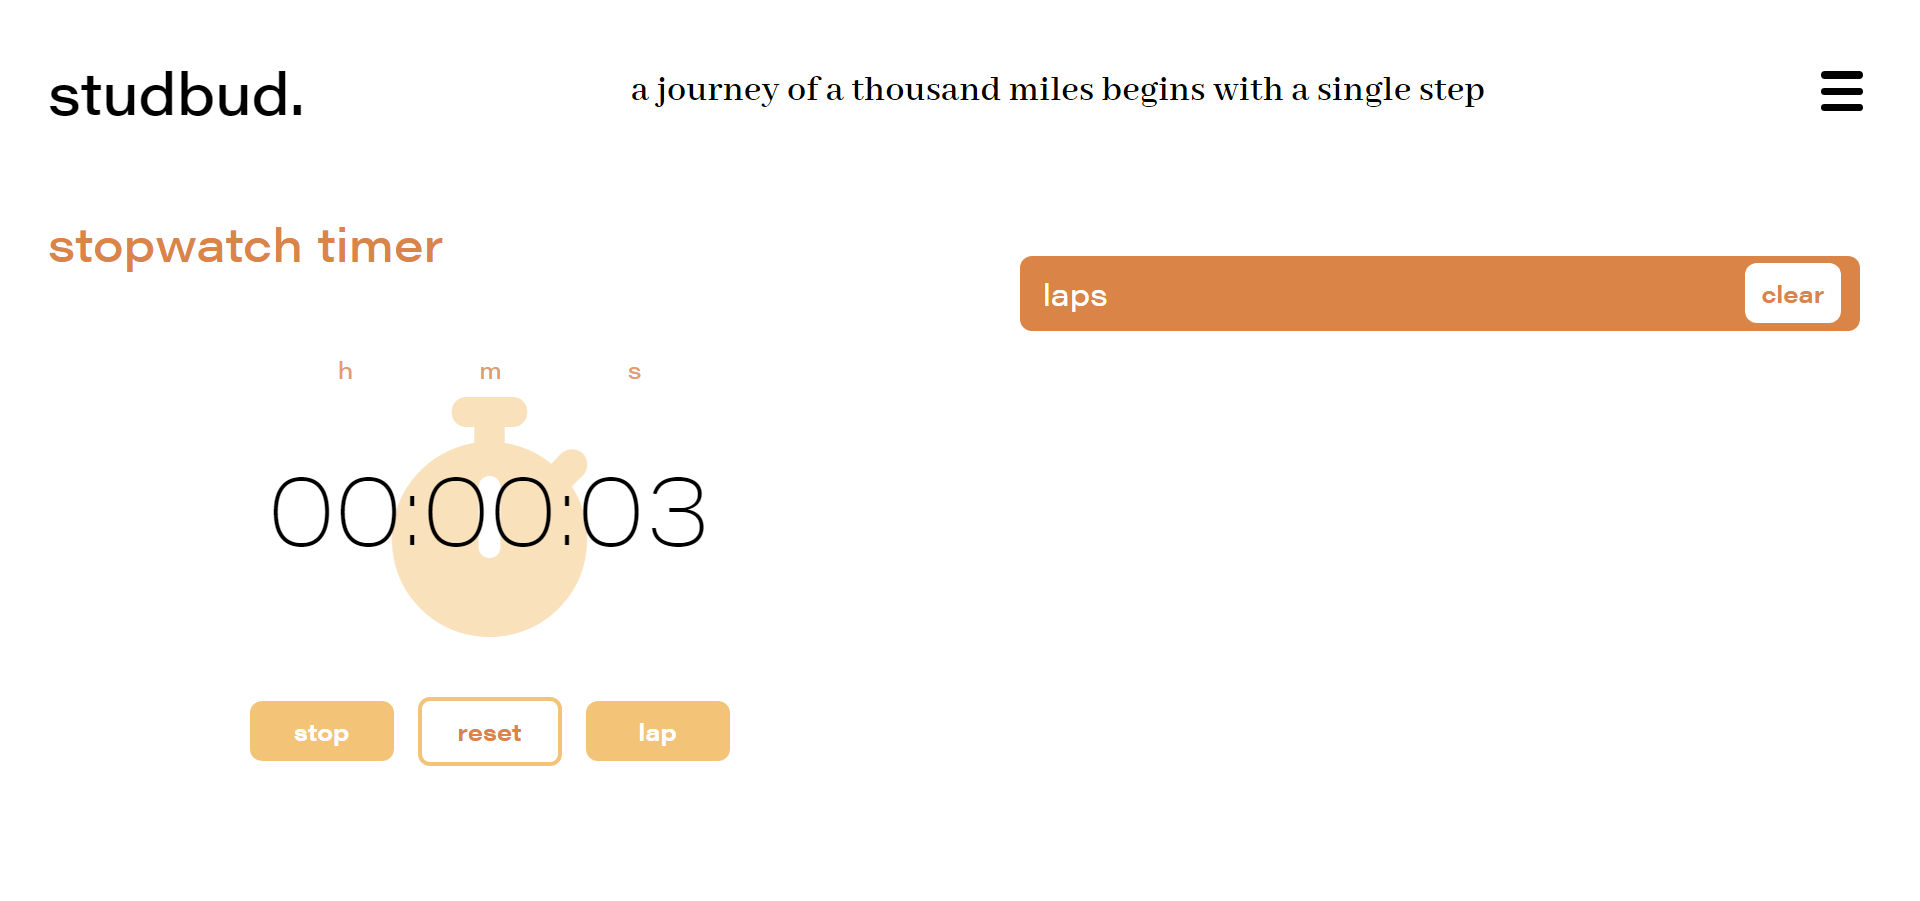 studbud.
a journey of a thousand miles begins with a single step
stopwatch timer
laps
clear
h m s
00:00:03
stop reset lap